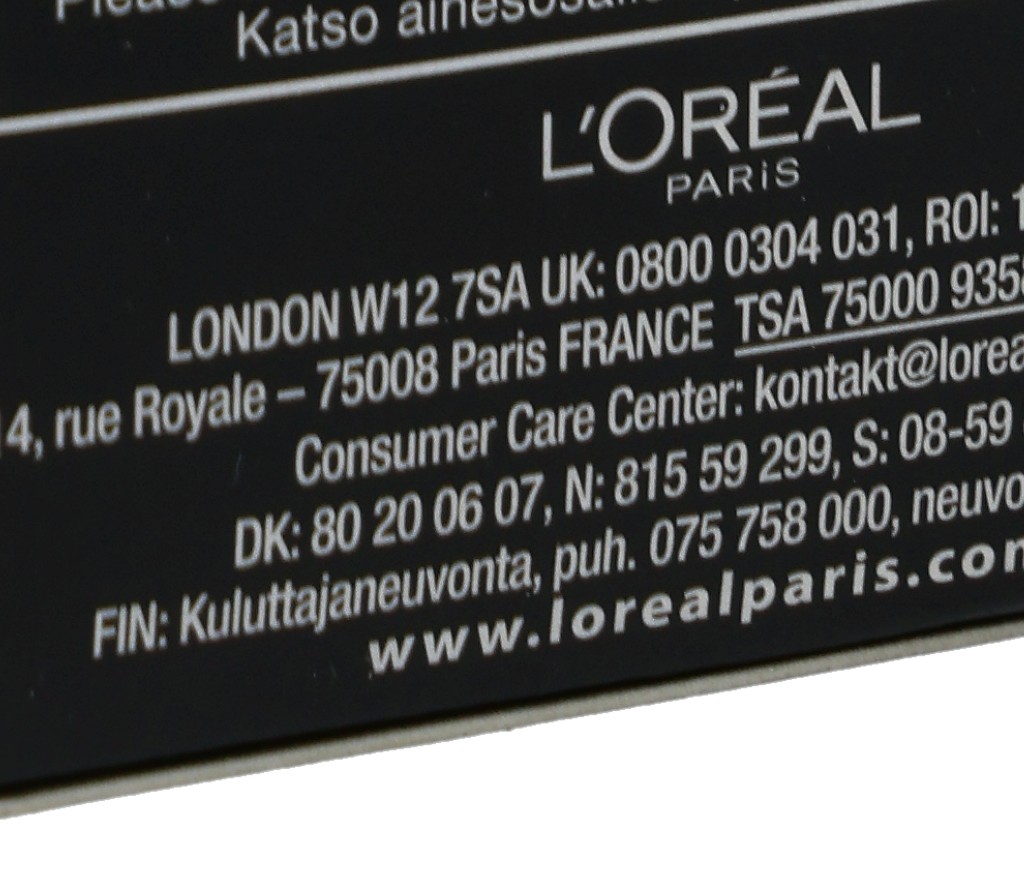 Katso
L'ORÉAL
PARiS
LONDON W12 7SA UK: 0800 0304 031, ROI: 1
14, rue Royale – 75008 Paris FRANCE TSA 75000 935
Consumer Care Center: kontakt@lorea
DK: 80 20 06 07, N: 815 59 299, S: 08-59
FIN: Kuluttajaneuvonta, puh. 075 758 000, neuvo
www.lorealparis.com